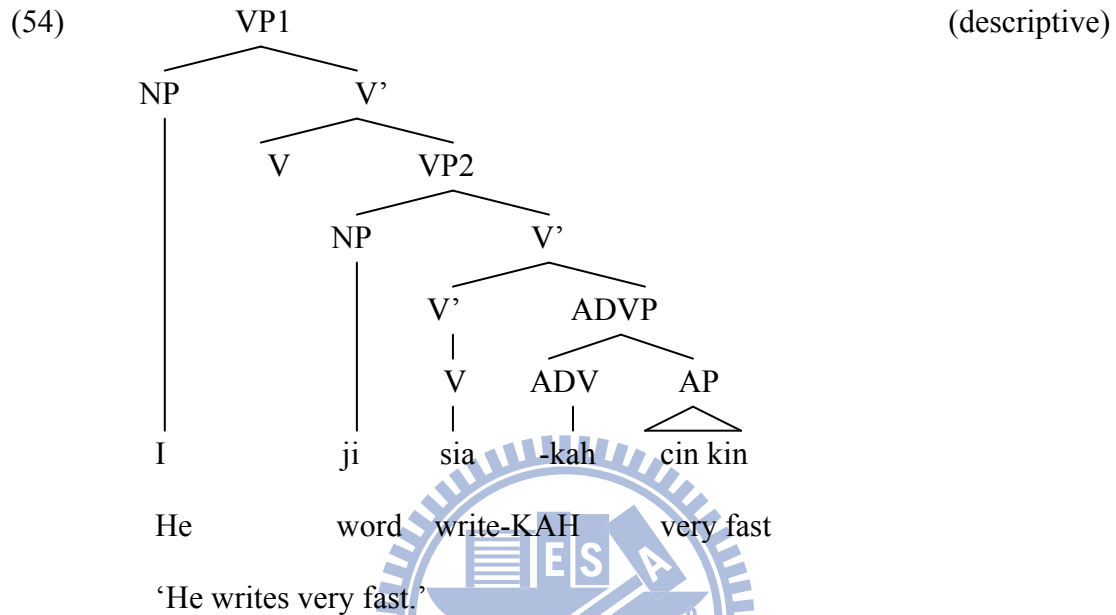 (54) VP1 (descriptive)
NP V’
V VP2
NP V’
V’ ADVP
V ADV AP
I ji sia -kah cin kin
He word write-KAH very fast
‘He writes very fast.’
E S A